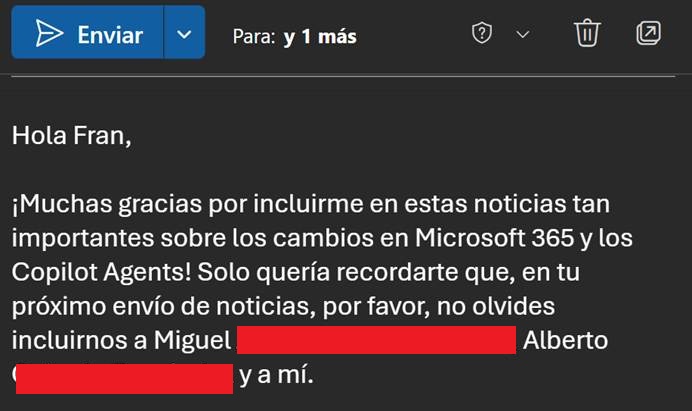 Enviar Para: y 1 más
Hola Fran,
¡Muchas gracias por incluirme en estas noticias tan
importantes sobre los cambios en Microsoft 365 y los
Copilot Agents! Solo quería recordarte que, en tu
próximo envío de noticias, por favor, no olvides
incluirnos a Miguel Alberto
y a mí.